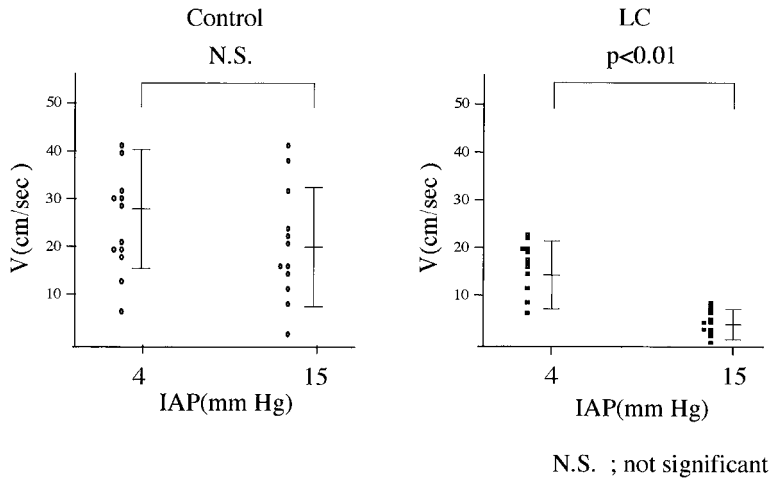 Control
N.S.
50
40
30
20
10
V(cm/sec )
4
15
IAP(mm Hg)
LC
p<0.01
50
40
30
20
10
V(cm/sec )
4
15
IAP(mm Hg)
N.S. ; not significant